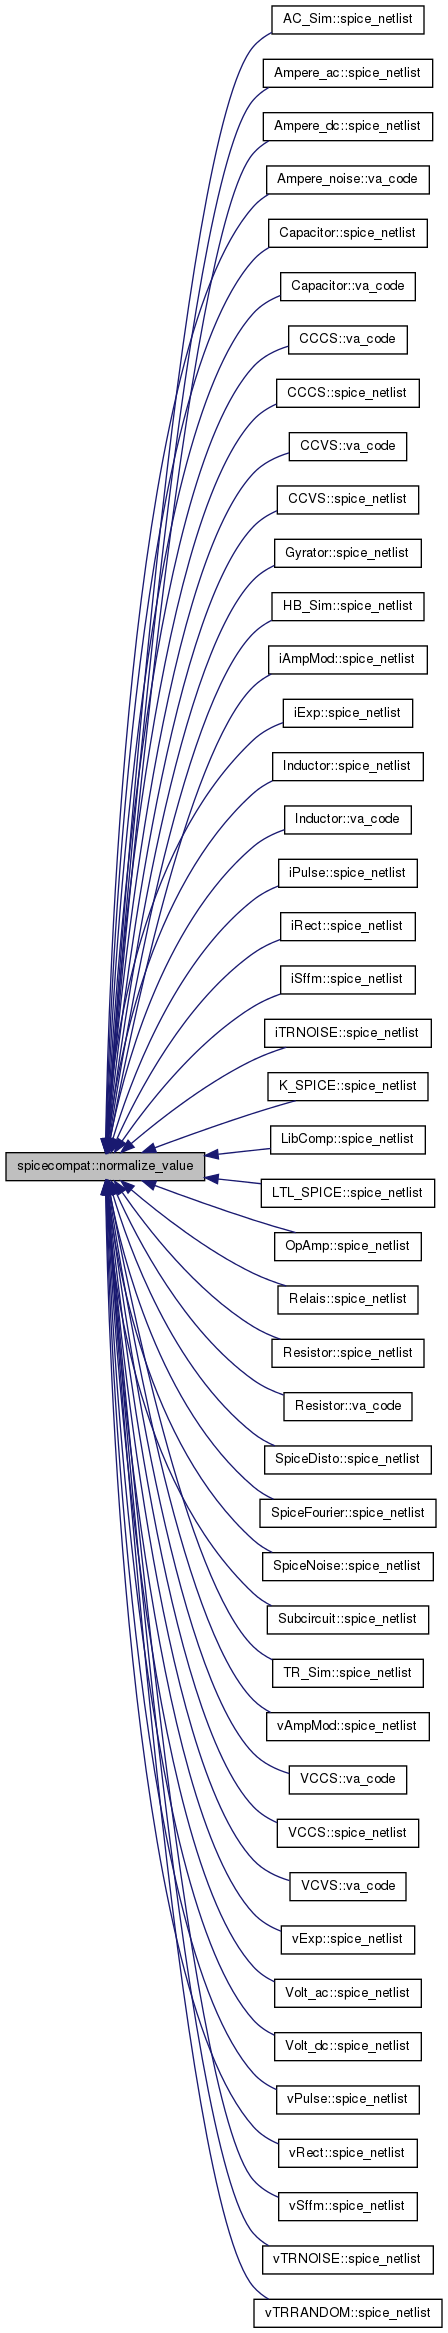 AC_Sim::spice_netlist
Ampere_ac::spice_netlist
Ampere_dc::spice_netlist
Ampere_noise::va_code
Capacitor::spice_netlist
Capacitor::va_code
CCCS::va_code
CCCS::spice_netlist
CCVS::va_code
CCVS::spice_netlist
Gyrator::spice_netlist
HB_Sim::spice_netlist
iAmpMod::spice_netlist
iExp::spice_netlist
Inductor::spice_netlist
Inductor::va_code
iPulse::spice_netlist
iRect::spice_netlist
iSffm::spice_netlist
iTRNOISE::spice_netlist
K_SPICE::spice_netlist
LibComp::spice_netlist
spicecompat::normalize_value
LTL_SPICE::spice_netlist
OpAmp::spice_netlist
Relais::spice_netlist
Resistor::spice_netlist
Resistor::va_code
SpiceDisto::spice_netlist
SpiceFourier::spice_netlist
SpiceNoise::spice_netlist
Subcircuit::spice_netlist
TR_Sim::spice_netlist
vAmpMod::spice_netlist
VCCS::va_code
VCCS::spice_netlist
VCVS::va_code
vExp::spice_netlist
Volt_ac::spice_netlist
Volt_dc::spice_netlist
vPulse::spice_netlist
vRect::spice_netlist
vSffm::spice_netlist
vTRNOISE::spice_netlist
vTRRANDOM::spice_netlist